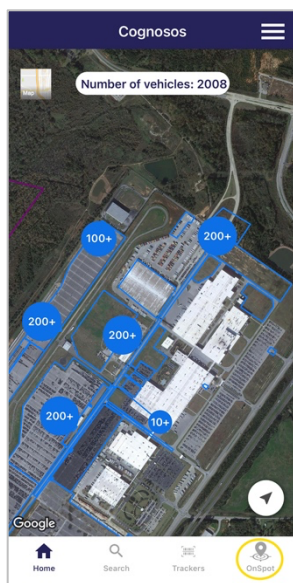 Cognosos
Map
Number of vehicles: 2008
100+
200+
200+
200+
200+
10+
Google
Home
Search
Trackers
OnSpot